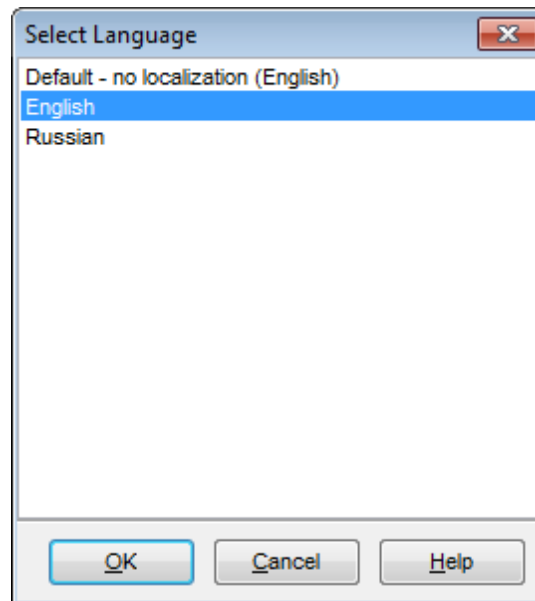 Select Language
Default - no localization (English)
English
Russian
OK Cancel Help